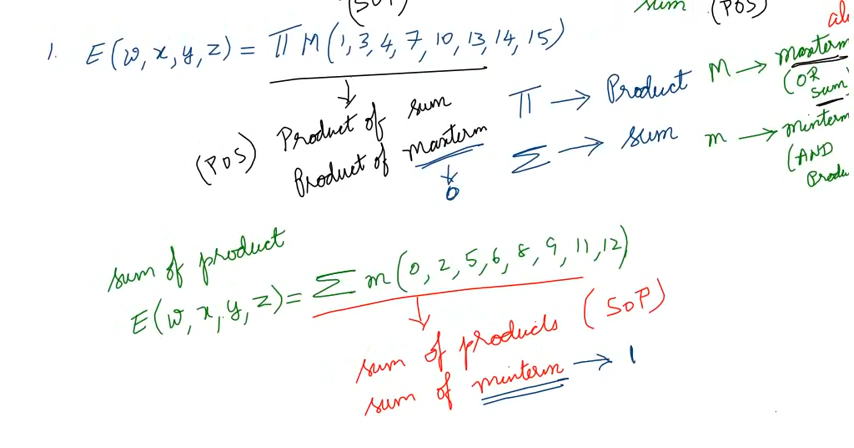 (SOP)
sum (POS)
1. E(w, x, y, z) = Π M(1, 3, 4, 7, 10, 13, 14, 15)
(POS) Product of sum
Product of maxterm
0
Π → Product
Σ → sum
M → maxterm
(OR
sum)
m → minterm
(AND
sum of product
E(w, x, y, z) = Σ m(0, 2, 5, 6, 8, 9, 11, 12)
sum of products (SOP)
sum of minterm → 1